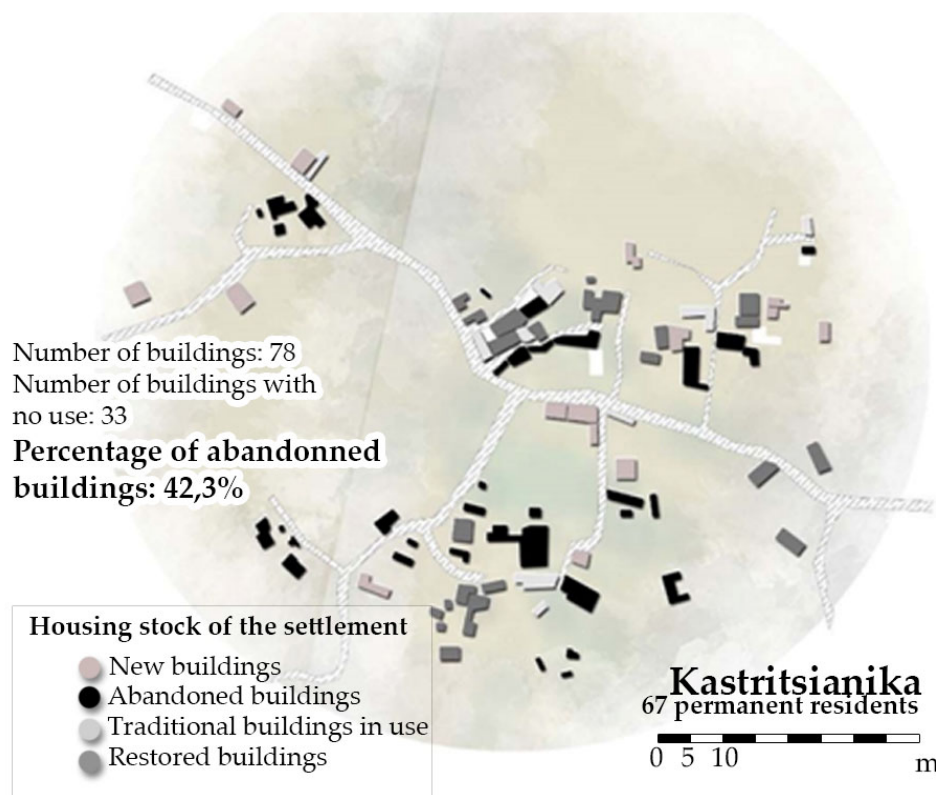 Number of buildings: 78
Number of buildings with
no use: 33
Percentage of abandonned
buildings: 42,3%
Housing stock of the settlement
New buildings
Abandoned buildings
Traditional buildings in use
Restored buildings
Kastritsianika
67 permanent residents
0 5 10
m